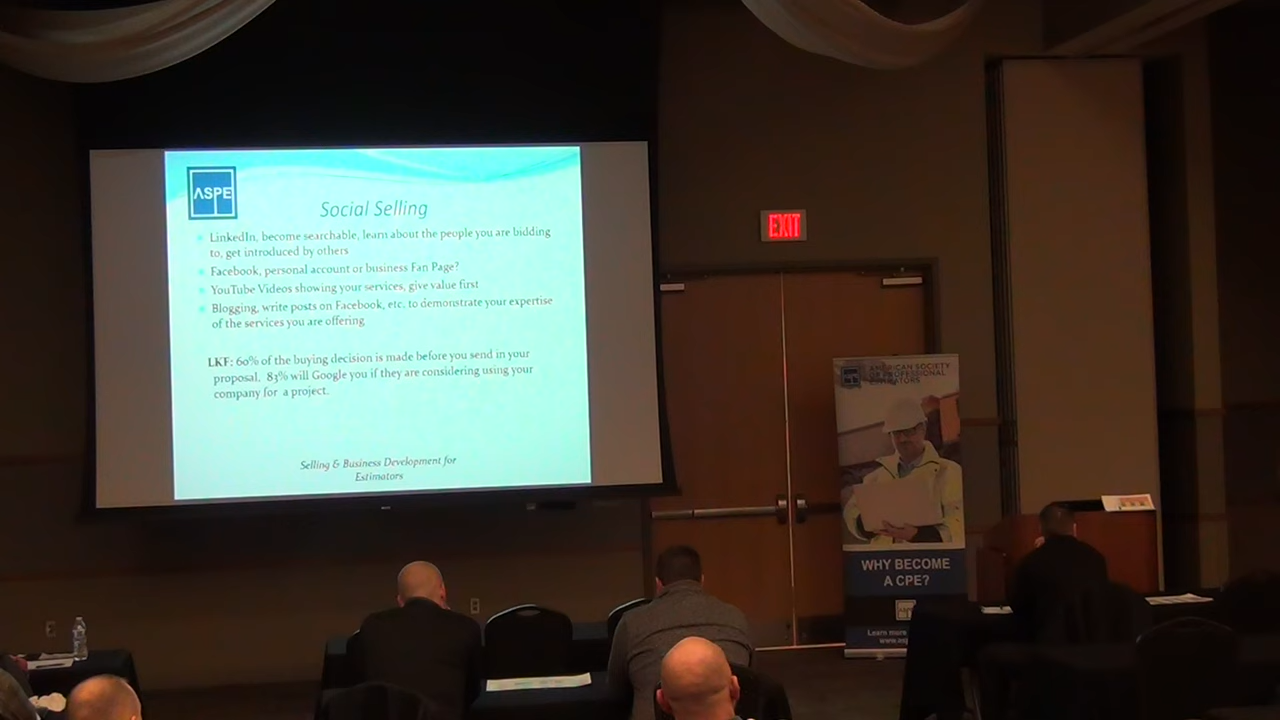 ASPE
Social Selling
LinkedIn, become searchable, learn about the people you are bidding
to, get introduced by others
Facebook, personal account or business Fan Page?
YouTube Videos showing your services, give value first
Blogging, write posts on Facebook, etc. to demonstrate your expertise
of the services you are offering
LKF: 60% of the buying decision is made before you send in your
proposal. 83% will Google you if they are considering using your
company for a project.
Selling & Business Development for
Estimators
EXIT
AMERICAN SOCIETY
OF PROFESSIONAL
ESTIMATORS
WHY BECOME
A CPE?
Learn more